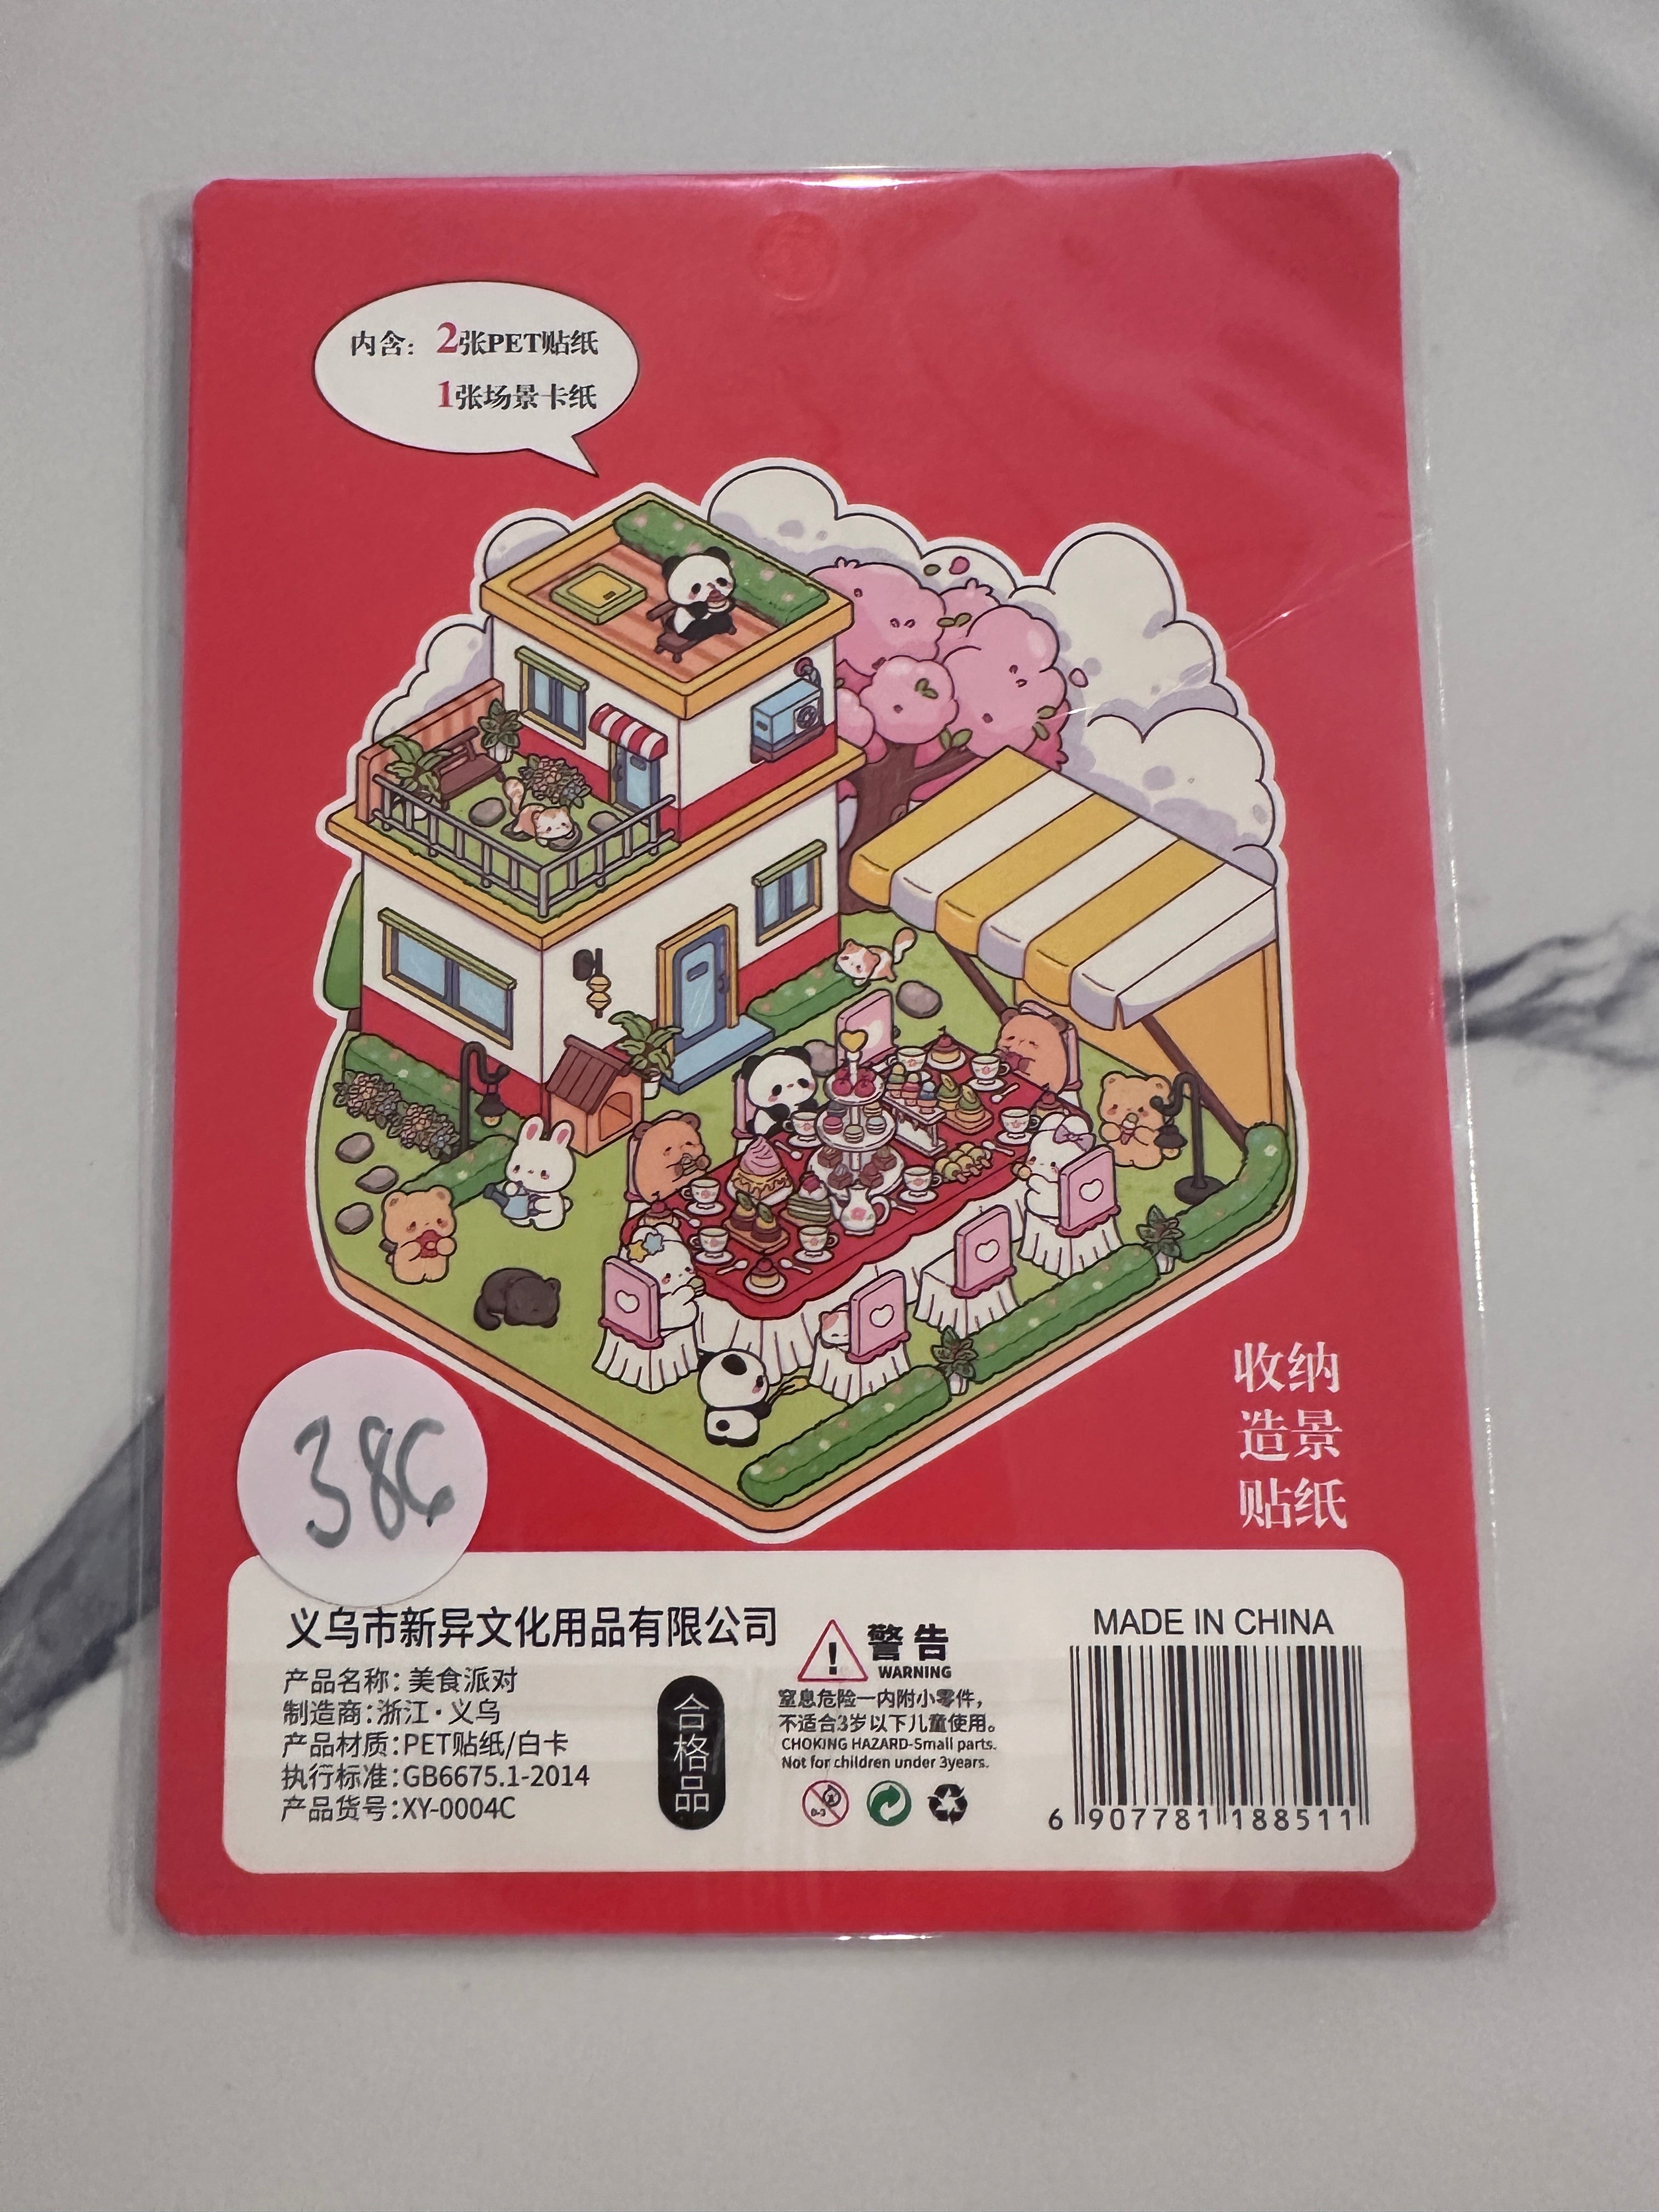 内含：2张PET贴纸
1张场景卡纸
收纳
造景
贴纸
386
义乌市新异文化用品有限公司
产品名称：美食派对
制造商：浙江·义乌
产品材质：PET贴纸/白卡
执行标准：GB6675.1-2014
产品货号：XY-0004C
合格品
警告
WARNING
窒息危险一内附小零件，
不适合3岁以下儿童使用。
CHOKING HAZARD-Small parts.
Not for children under 3years.
0-3
MADE IN CHINA
6 907781 188511